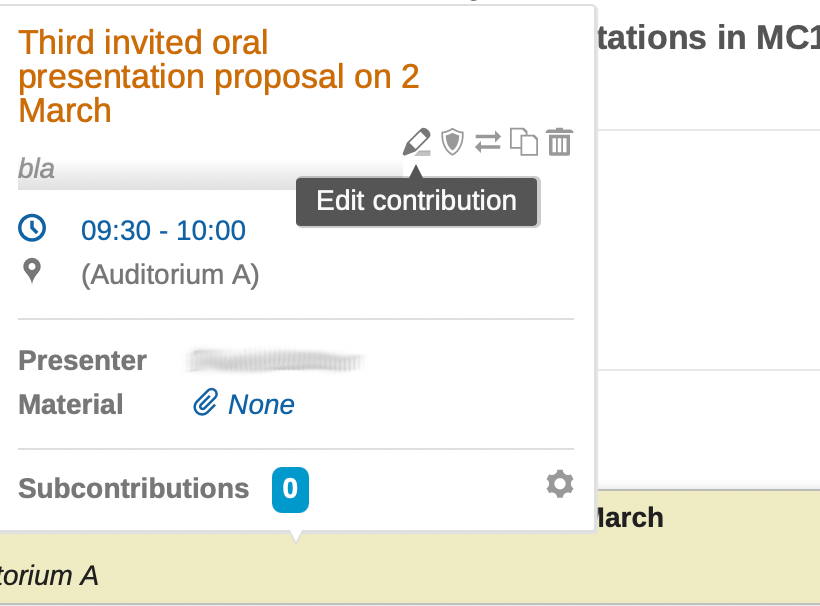 Third invited oral
presentation proposal on 2
March
bla
Edit contribution
09:30 - 10:00
(Auditorium A)
Presenter
Material None
Subcontributions 0
tations in MC1
March
torium A